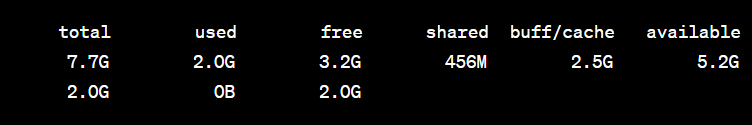 total used free shared buff/cache available
7.7G 2.0G 3.2G 456M 2.5G 5.2G
2.0G 0B 2.0G